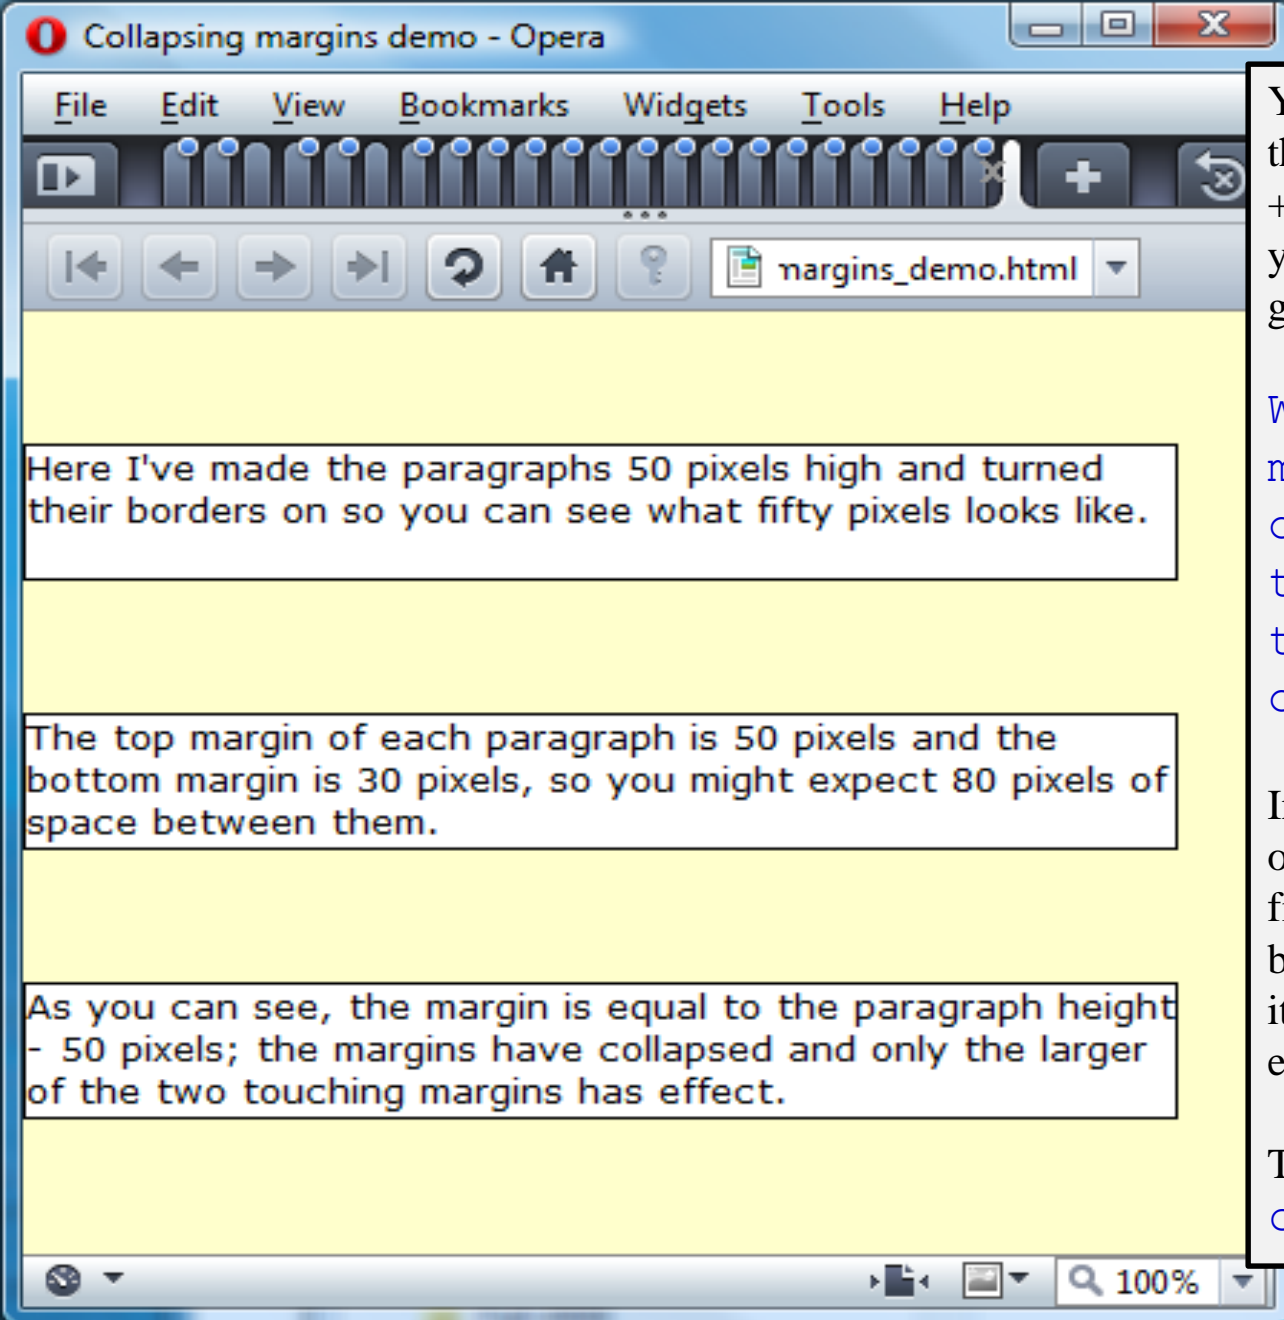 Collapsing margins demo - Opera
File Edit View Bookmarks Widgets Tools Help
margins_demo.html
Here I've made the paragraphs 50 pixels high and turned
their borders on so you can see what fifty pixels looks like.
The top margin of each paragraph is 50 pixels and the
bottom margin is 30 pixels, so you might expect 80 pixels of
space between them.
As you can see, the margin is equal to the paragraph height
- 50 pixels; the margins have collapsed and only the larger
of the two touching margins has effect.
100%